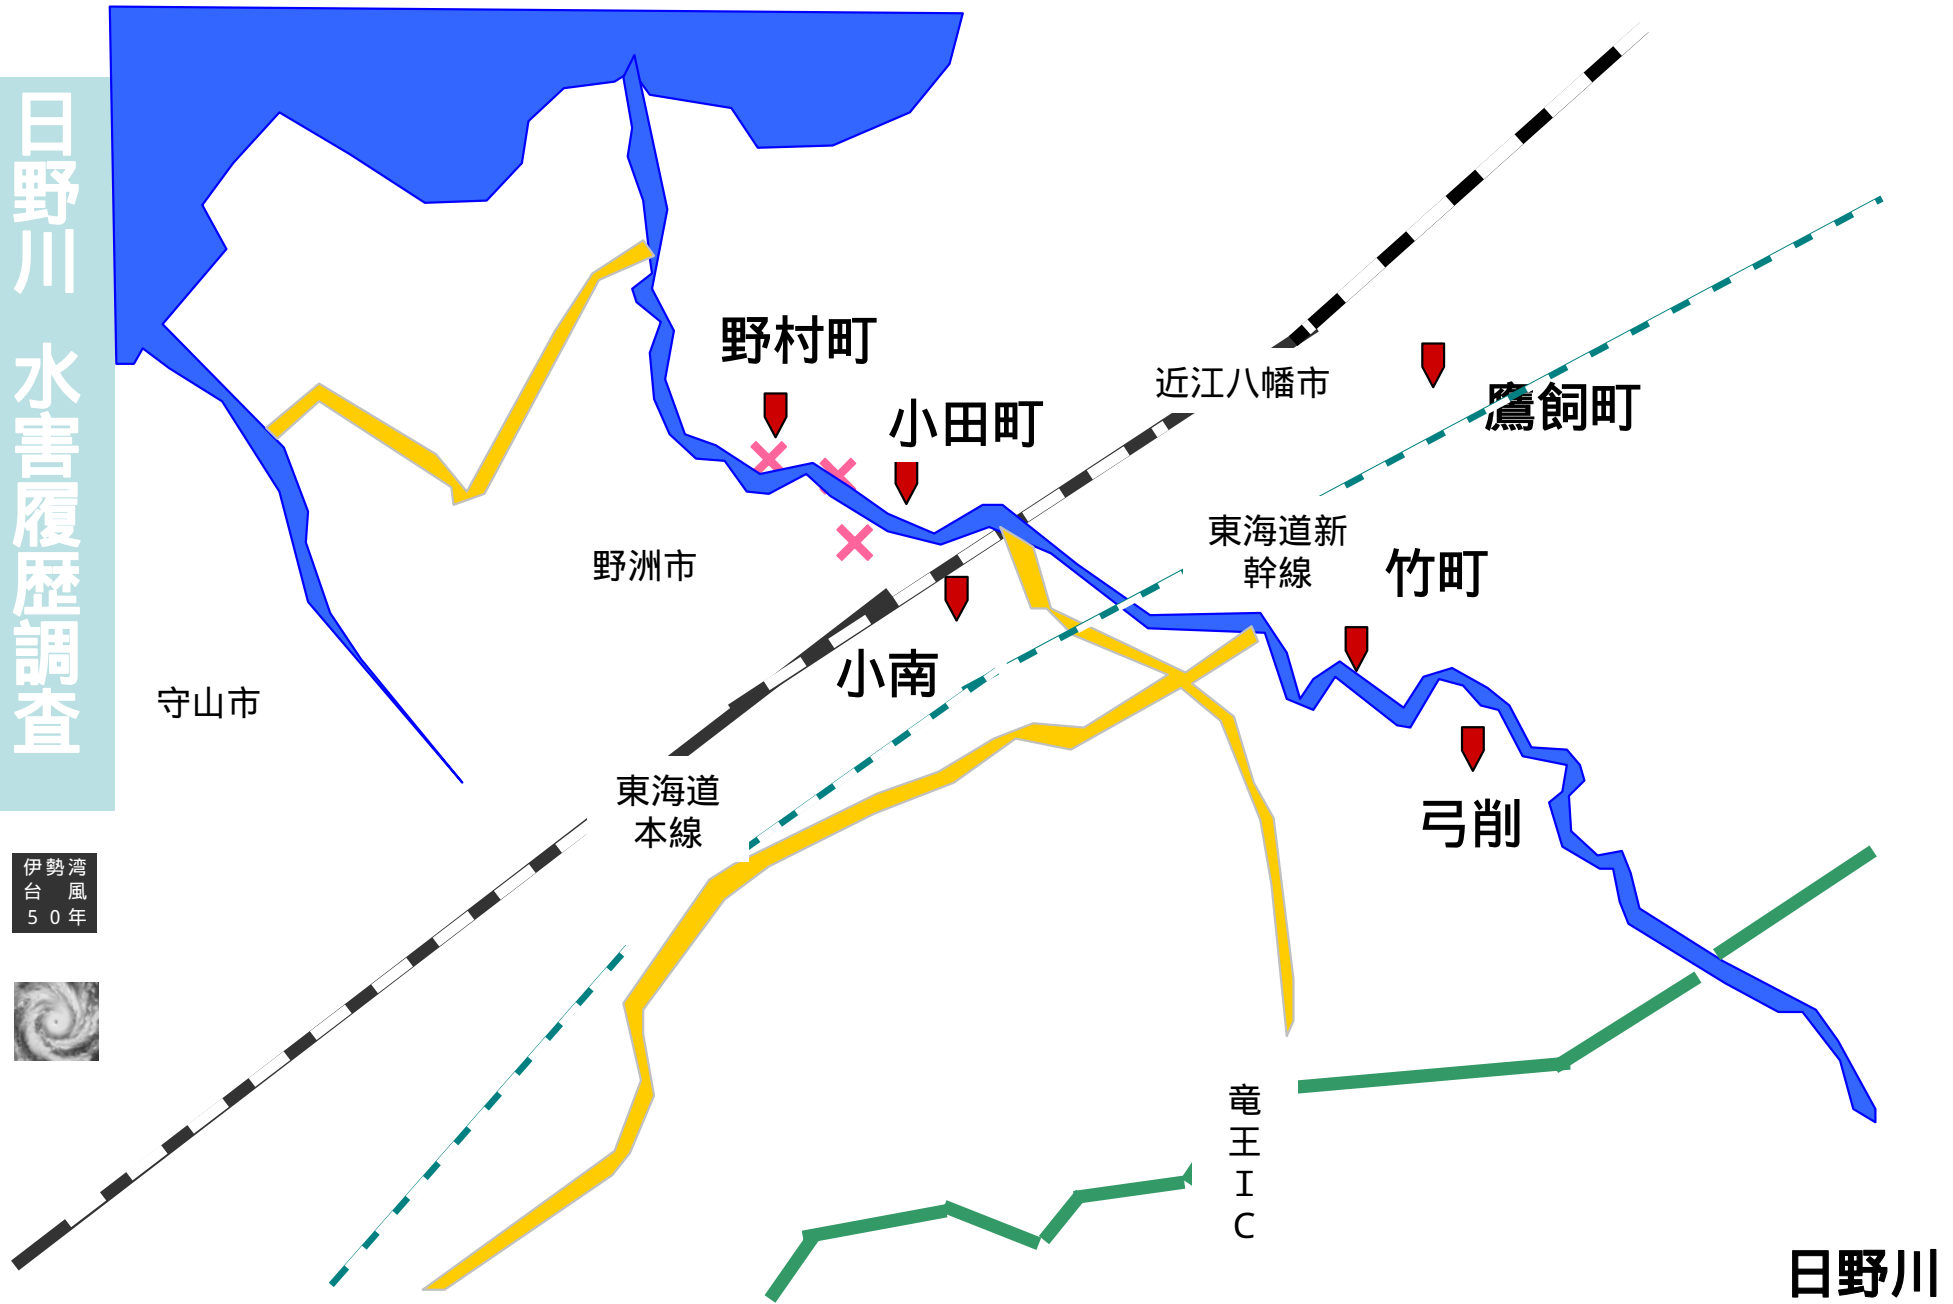 日野川 水害履歴調査
伊勢湾
台 風
50年
野村町
小田町
近江八幡市
鷹飼町
東海道新
幹線
竹町
野洲市
小南
守山市
東海道
本線
弓削
竜
王
I
C
日野川